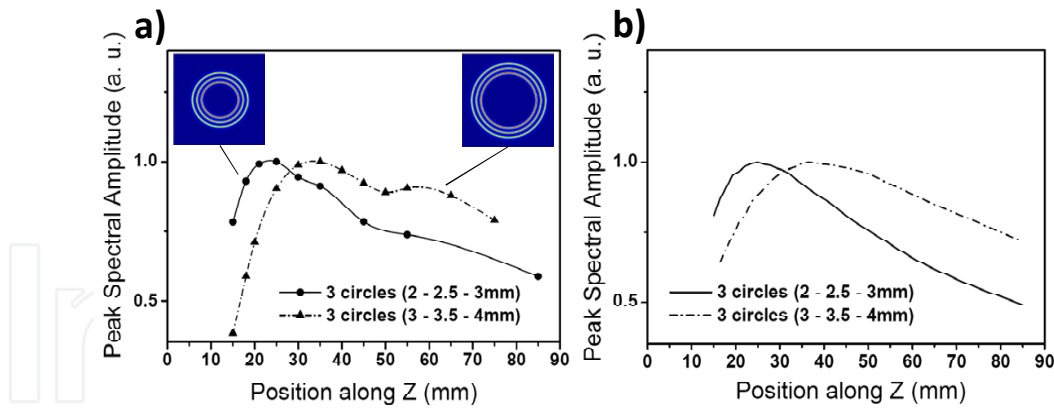 a)
Peak Spectral Amplitude (a. u.)
1.0
0.5
3 circles (2 - 2.5 - 3mm)
3 circles (3 - 3.5 - 4mm)
0 10 20 30 40 50 60 70 80 90
Position along Z (mm)
b)
Peak Spectral Amplitude (a. u.)
1.0
0.5
3 circles (2 - 2.5 - 3mm)
3 circles (3 - 3.5 - 4mm)
0 10 20 30 40 50 60 70 80 90
Position along Z (mm)